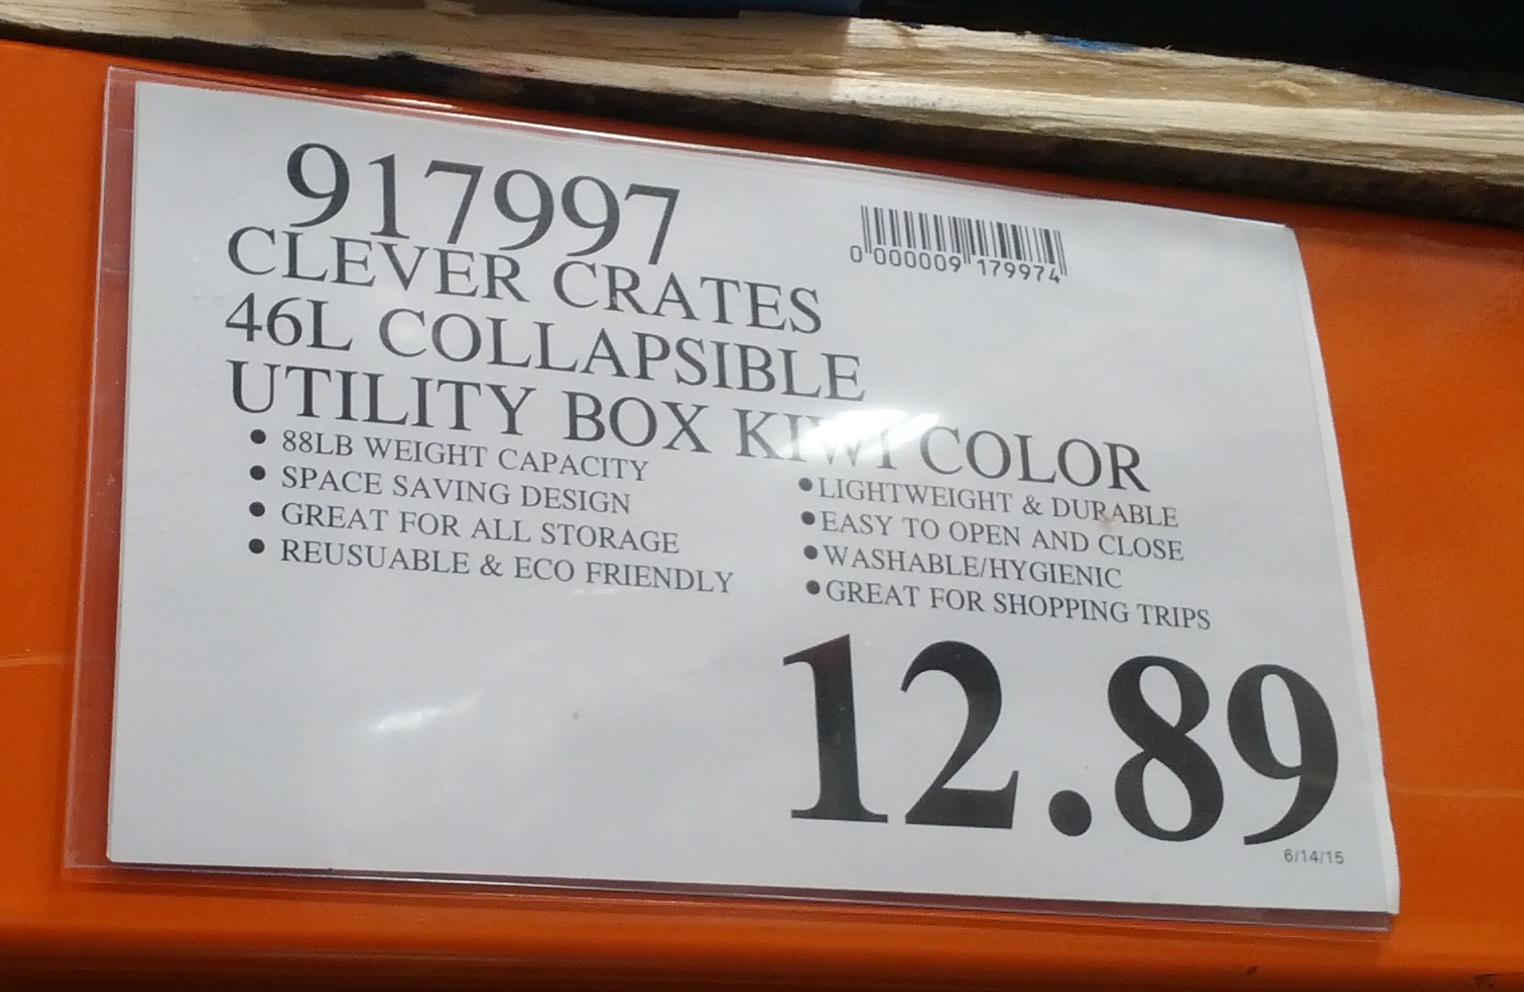 917997
0 000009 179974
CLEVER CRATES
46L COLLAPSIBLE
UTILITY BOX KIWI COLOR
• 88LB WEIGHT CAPACITY
• SPACE SAVING DESIGN
• GREAT FOR ALL STORAGE
• REUSUABLE & ECO FRIENDLY
•LIGHTWEIGHT & DURABLE
•EASY TO OPEN AND CLOSE
•WASHABLE/HYGIENIC
•GREAT FOR SHOPPING TRIPS
12.89
6/14/15